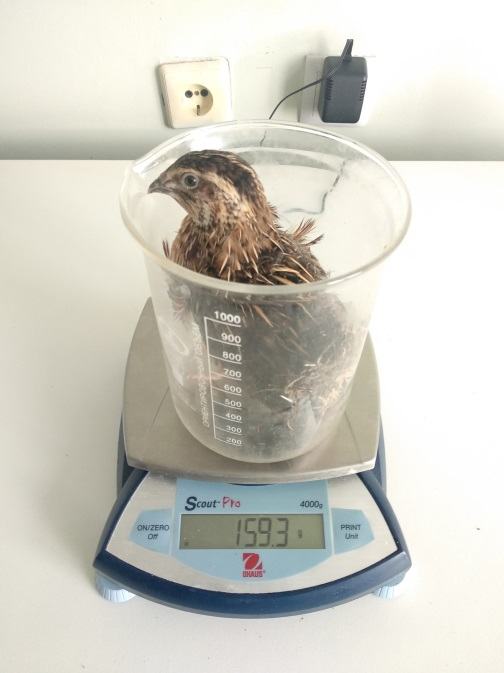 1000
900
800
700
600
500
400
300
200
Scout™ Pro
4000g
ON/ZERO
Off
159.3 g
PRINT
Unit
OHAUS®